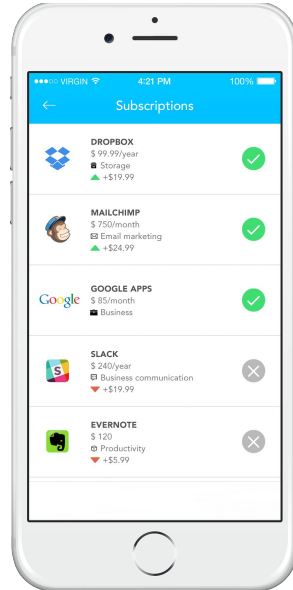 VIRGIN 4:21 PM 100%
Subscriptions
DROPBOX
$ 99.99/year
Storage
+$19.99
MAILCHIMP
$ 750/month
Email marketing
+$24.99
Google
GOOGLE APPS
$ 85/month
Business
SLACK
$ 240/year
S
Business communication
+$19.99
EVERNOTE
$ 120
Productivity
+$5.99